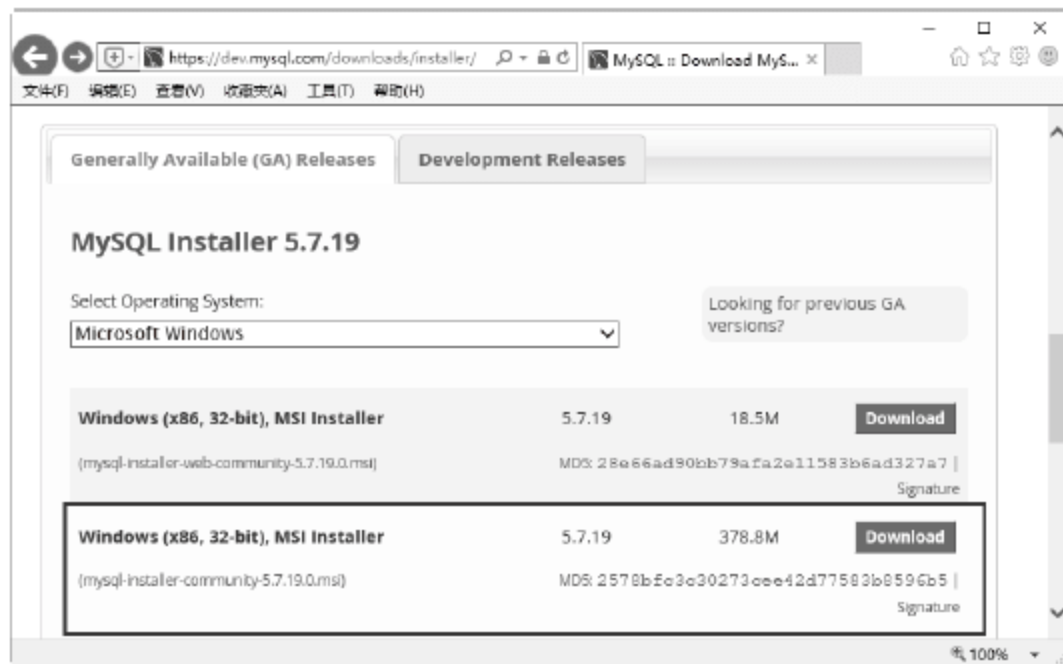 https://dev.mysql.com/downloads/installer/
MySQL :: Download MyS...
文件(F) 编辑(E) 查看(V) 收藏夹(A) 工具(T) 帮助(H)
Generally Available (GA) Releases
Development Releases
MySQL Installer 5.7.19
Select Operating System:
Looking for previous GA
versions?
Microsoft Windows
Windows (x86, 32-bit), MSI Installer 5.7.19 18.5M Download
(mysql-installer-web-community-5.7.19.0.msi) MD5: 28e66ad90bb79afa2e11583b6ad327a7 |
Signature
Windows (x86, 32-bit), MSI Installer 5.7.19 378.8M Download
(mysql-installer-community-5.7.19.0.msi) MD5: 2578bfc3c30273cee42d77583b8596b5 |
Signature
100%